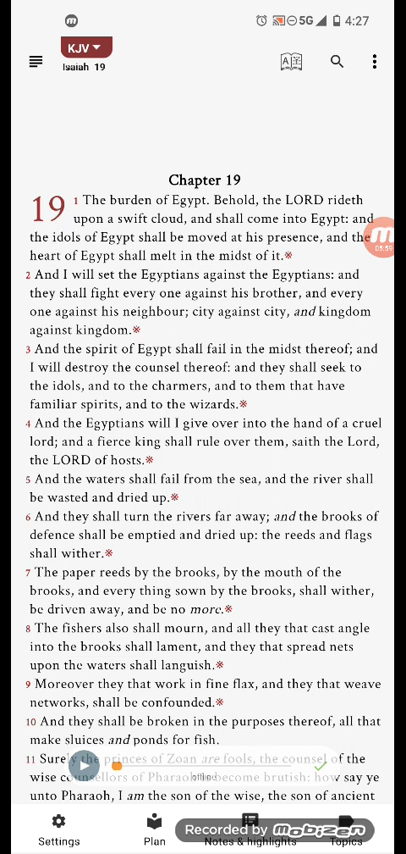 5G 4:27
KJV
Isaiah 19
Chapter 19
19 1 The burden of Egypt. Behold, the LORD rideth
upon a swift cloud, and shall come into Egypt: and
the idols of Egypt shall be moved at his presence, and the
heart of Egypt shall melt in the midst of it.※
05:59
2 And I will set the Egyptians against the Egyptians: and
they shall fight every one against his brother, and every
one against his neighbour; city against city, and kingdom
against kingdom.※
3 And the spirit of Egypt shall fail in the midst thereof; and
I will destroy the counsel thereof: and they shall seek to
the idols, and to the charmers, and to them that have
familiar spirits, and to the wizards.※
4 And the Egyptians will I give over into the hand of a cruel
lord; and a fierce king shall rule over them, saith the Lord,
the LORD of hosts.※
5 And the waters shall fail from the sea, and the river shall
be wasted and dried up.※
6 And they shall turn the rivers far away; and the brooks of
defence shall be emptied and dried up: the reeds and flags
shall wither.※
7 The paper reeds by the brooks, by the mouth of the
brooks, and every thing sown by the brooks, shall wither,
be driven away, and be no more.※
8 The fishers also shall mourn, and all they that cast angle
into the brooks shall lament, and they that spread nets
upon the waters shall languish.※
9 Moreover they that work in fine flax, and they that weave
networks, shall be confounded.※
10 And they shall be broken in the purposes thereof, all that
make sluices and ponds for fish.
11 Surely the princes of Zoan are fools, the counsel of the
wise counsellors of Pharaoh is become brutish: how say ye
offline
unto Pharaoh, I am the son of the wise, the son of ancient
Settings Plan Notes & highlights Topics
Recorded by Mobizen